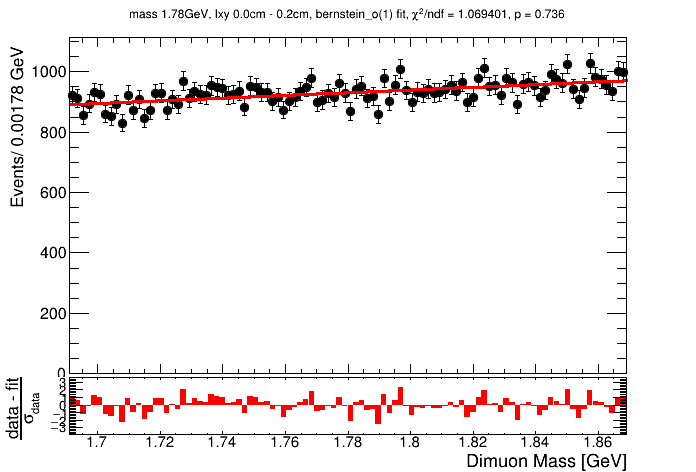 mass 1.78GeV, lxy 0.0cm - 0.2cm, bernstein_o(1) fit, χ²/ndf = 1.069401, p = 0.736
Events/ 0.00178 GeV
1000
800
600
400
200
0
data - fit
σdata
3
2
1
0
−1
−2
−3
1.7 1.72 1.74 1.76 1.78 1.8 1.82 1.84 1.86
Dimuon Mass [GeV]